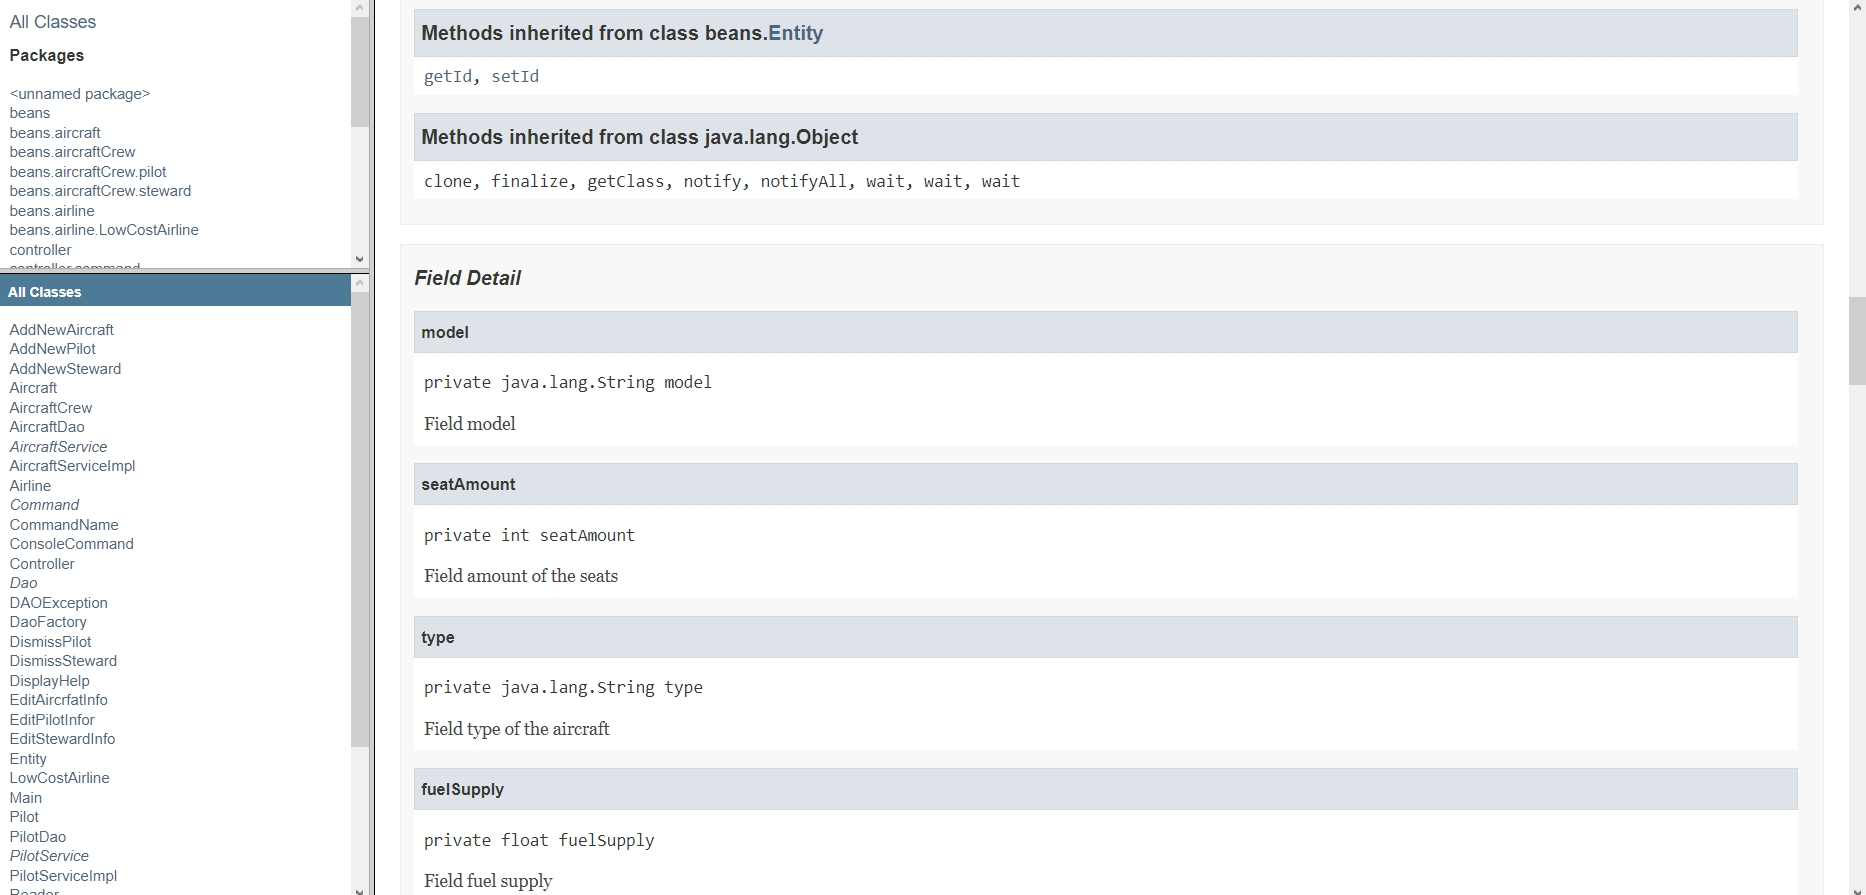 All Classes
Packages
<unnamed package>
beans
beans.aircraft
beans.aircraftCrew
beans.aircraftCrew.pilot
beans.aircraftCrew.steward
beans.airline
beans.airline.LowCostAirline
controller
controller.command
All Classes
AddNewAircraft
AddNewPilot
AddNewSteward
Aircraft
AircraftCrew
AircraftDao
AircraftService
AircraftServiceImpl
Airline
Command
CommandName
ConsoleCommand
Controller
Dao
DAOException
DaoFactory
DismissPilot
DismissSteward
DisplayHelp
EditAircrfatInfo
EditPilotInfor
EditStewardInfo
Entity
LowCostAirline
Main
Pilot
PilotDao
PilotService
PilotServiceImpl
Reader
Methods inherited from class beans.Entity
getId, setId
Methods inherited from class java.lang.Object
clone, finalize, getClass, notify, notifyAll, wait, wait, wait
Field Detail
model
private java.lang.String model
Field model
seatAmount
private int seatAmount
Field amount of the seats
type
private java.lang.String type
Field type of the aircraft
fuelSupply
private float fuelSupply
Field fuel supply